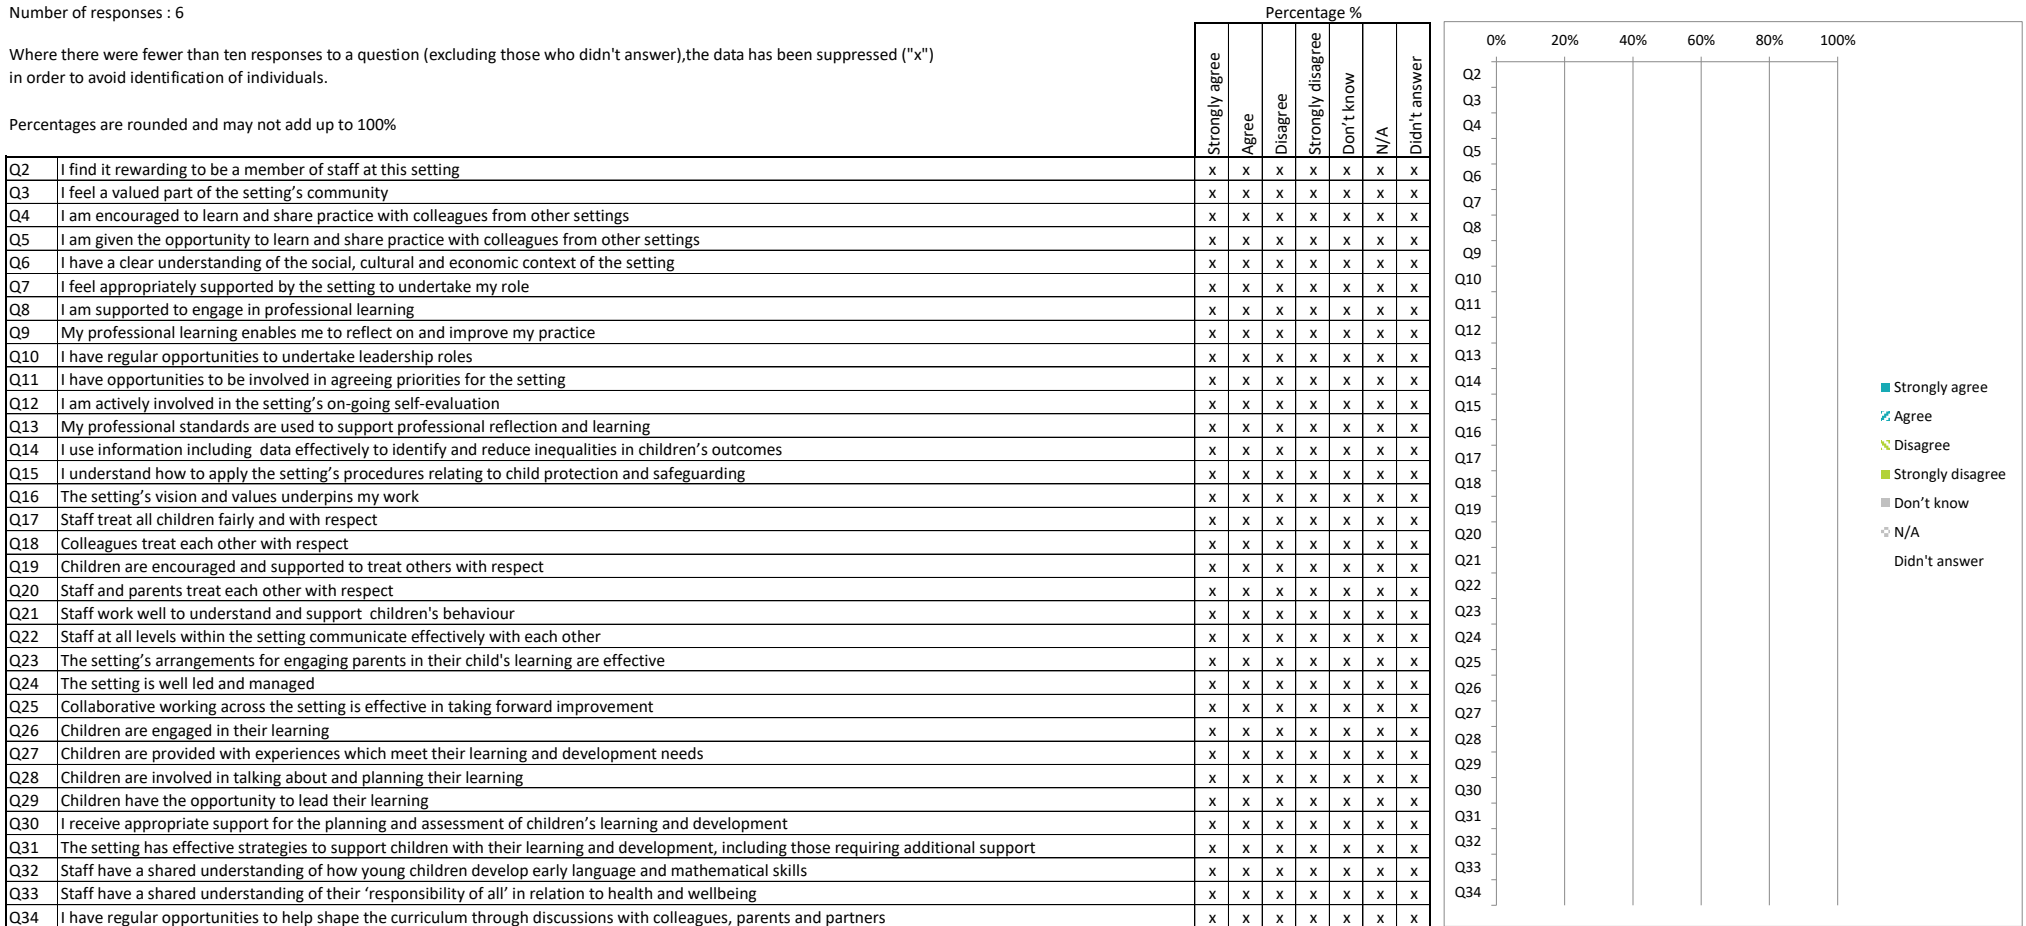 Number of responses : 6
Percentage %
Where there were fewer than ten responses to a question (excluding those who didn't answer),the data has been suppressed ("x")
in order to avoid identification of individuals.
Percentages are rounded and may not add up to 100%
Strongly agree
Agree
Disagree
Strongly disagree
Don’t know
N/A
Didn't answer
Q2 I find it rewarding to be a member of staff at this setting x x x x x x x
Q3 I feel a valued part of the setting’s community x x x x x x x
Q4 I am encouraged to learn and share practice with colleagues from other settings x x x x x x x
Q5 I am given the opportunity to learn and share practice with colleagues from other settings x x x x x x x
Q6 I have a clear understanding of the social, cultural and economic context of the setting x x x x x x x
Q7 I feel appropriately supported by the setting to undertake my role x x x x x x x
Q8 I am supported to engage in professional learning x x x x x x x
Q9 My professional learning enables me to reflect on and improve my practice x x x x x x x
Q10 I have regular opportunities to undertake leadership roles x x x x x x x
Q11 I have opportunities to be involved in agreeing priorities for the setting x x x x x x x
Q12 I am actively involved in the setting’s on-going self-evaluation x x x x x x x
Q13 My professional standards are used to support professional reflection and learning x x x x x x x
Q14 I use information including  data effectively to identify and reduce inequalities in children’s outcomes x x x x x x x
Q15 I understand how to apply the setting’s procedures relating to child protection and safeguarding x x x x x x x
Q16 The setting’s vision and values underpins my work x x x x x x x
Q17 Staff treat all children fairly and with respect x x x x x x x
Q18 Colleagues treat each other with respect x x x x x x x
Q19 Children are encouraged and supported to treat others with respect x x x x x x x
Q20 Staff and parents treat each other with respect x x x x x x x
Q21 Staff work well to understand and support  children's behaviour x x x x x x x
Q22 Staff at all levels within the setting communicate effectively with each other x x x x x x x
Q23 The setting’s arrangements for engaging parents in their child's learning are effective x x x x x x x
Q24 The setting is well led and managed x x x x x x x
Q25 Collaborative working across the setting is effective in taking forward improvement x x x x x x x
Q26 Children are engaged in their learning x x x x x x x
Q27 Children are provided with experiences which meet their learning and development needs x x x x x x x
Q28 Children are involved in talking about and planning their learning x x x x x x x
Q29 Children have the opportunity to lead their learning x x x x x x x
Q30 I receive appropriate support for the planning and assessment of children’s learning and development x x x x x x x
Q31 The setting has effective strategies to support children with their learning and development, including those requiring additional support x x x x x x x
Q32 Staff have a shared understanding of how young children develop early language and mathematical skills x x x x x x x
Q33 Staff have a shared understanding of their ‘responsibility of all’ in relation to health and wellbeing x x x x x x x
Q34 I have regular opportunities to help shape the curriculum through discussions with colleagues, parents and partners x x x x x x x
0% 20% 40% 60% 80% 100%
Q2
Q3
Q4
Q5
Q6
Q7
Q8
Q9
Q10
Q11
Q12
Q13
Q14
Q15
Q16
Q17
Q18
Q19
Q20
Q21
Q22
Q23
Q24
Q25
Q26
Q27
Q28
Q29
Q30
Q31
Q32
Q33
Q34
Strongly agree
Agree
Disagree
Strongly disagree
Don’t know
N/A
Didn't answer